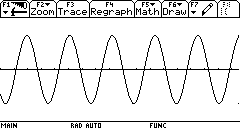 F1 F2 Zoom F3 Trace F4 Regraph F5 Math F6 Draw F7
MAIN RAD AUTO FUNC